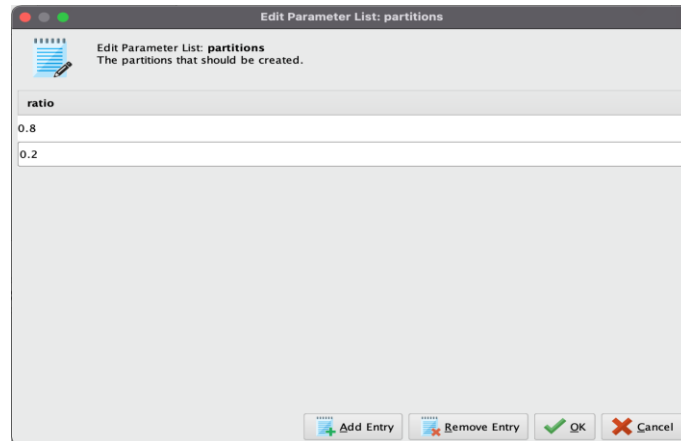 Edit Parameter List: partitions
Edit Parameter List: partitions
The partitions that should be created.
ratio
0.8
0.2
Add Entry Remove Entry OK Cancel